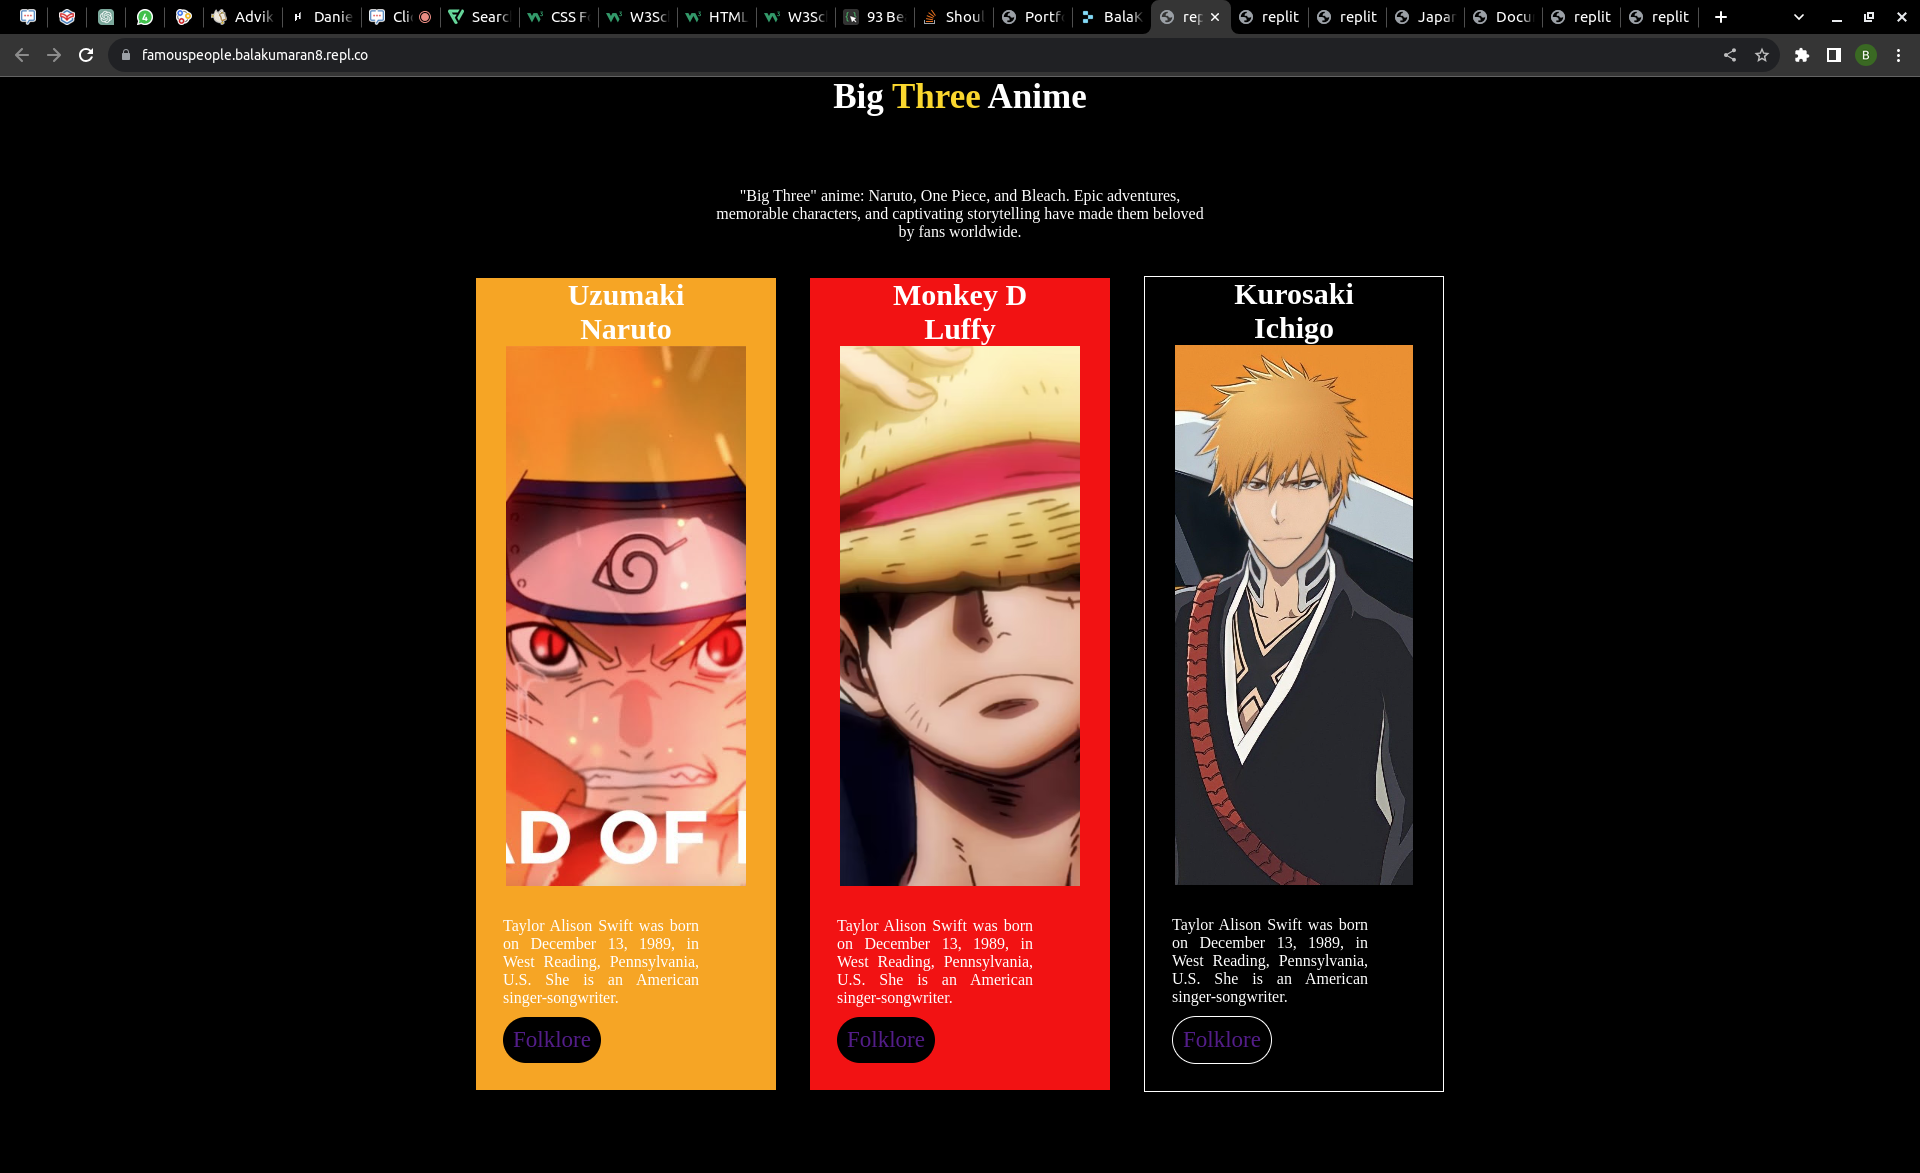 4
Advik
Danie
Clic
Searc
CSS F
W3Sc
HTML
W3Sc
93 Be
Shoul
Portf
BalaK
rep
replit
replit
Japan
Docu
replit
replit
famouspeople.balakumaran8.repl.co
B
Big Three Anime
"Big Three" anime: Naruto, One Piece, and Bleach. Epic adventures,
memorable characters, and captivating storytelling have made them beloved
by fans worldwide.
Uzumaki
Naruto
AD OF
Taylor Alison Swift was born
on December 13, 1989, in
West Reading, Pennsylvania,
U.S. She is an American
singer-songwriter.
Folklore
Monkey D
Luffy
Taylor Alison Swift was born
on December 13, 1989, in
West Reading, Pennsylvania,
U.S. She is an American
singer-songwriter.
Folklore
Kurosaki
Ichigo
Taylor Alison Swift was born
on December 13, 1989, in
West Reading, Pennsylvania,
U.S. She is an American
singer-songwriter.
Folklore